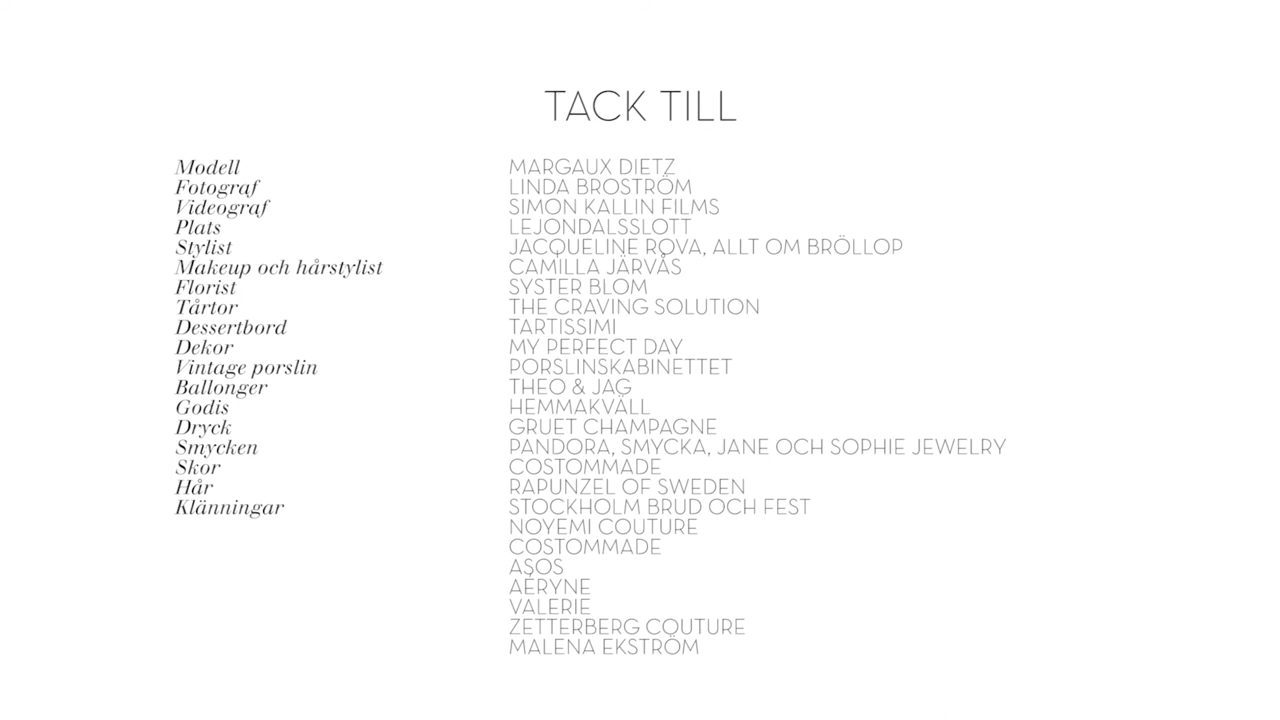 TACK TILL
Modell MARGAUX DIETZ
Fotograf LINDA BROSTRÖM
Videograf SIMON KALLIN FILMS
Plats LEJONDALSSLOTT
Stylist JACQUELINE ROVA, ALLT OM BRÖLLOP
Makeup och hårstylist CAMILLA JÄRVÅS
Florist SYSTER BLOM
Tårtor THE CRAVING SOLUTION
Dessertbord TARTISSIMI
Dekor MY PERFECT DAY
Vintage porslin PORSLINSKABINETTET
Ballonger THEO & JAG
Godis HEMMAKVÄLL
Dryck GRUET CHAMPAGNE
Smycken PANDORA, SMYCKA, JANE OCH SOPHIE JEWELRY
Skor COSTOMMADE
Hår RAPUNZEL OF SWEDEN
Klänningar STOCKHOLM BRUD OCH FEST
NOYEMI COUTURE
COSTOMMADE
ASOS
AÉRYNE
VALERIE
ZETTERBERG COUTURE
MALENA EKSTRÖM